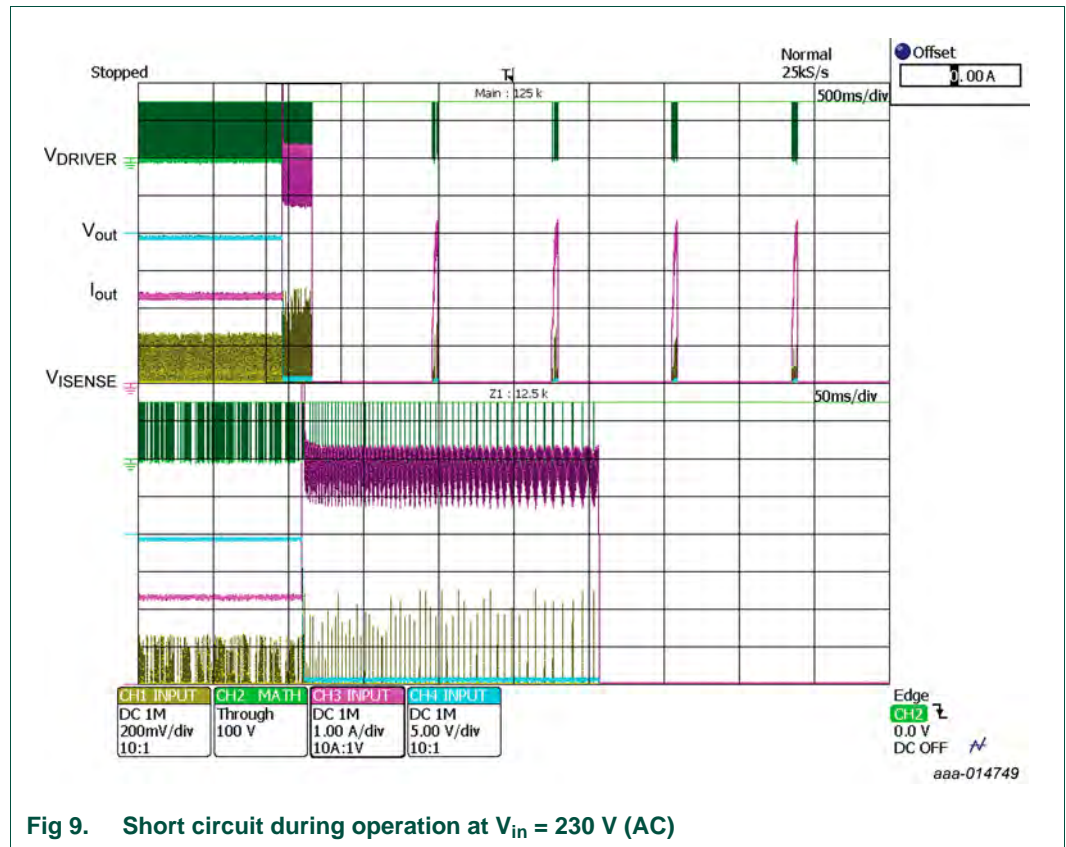 Offset
0.00 A
Normal
25kS/s
Stopped
T
Main : 125 k
500ms/div
VDRIVER
Vout
Iout
VISENSE
Z1 : 12.5 k
50ms/div
CH1 INPUT
DC 1M
200mV/div
10:1
CH2 MATH
Through
100 V
CH3 INPUT
DC 1M
1.00 A/div
10A:1V
CH4 INPUT
DC 1M
5.00 V/div
10:1
Edge
CH2
0.0 V
DC OFF
aaa-014749
Fig 9. Short circuit during operation at Vin = 230 V (AC)